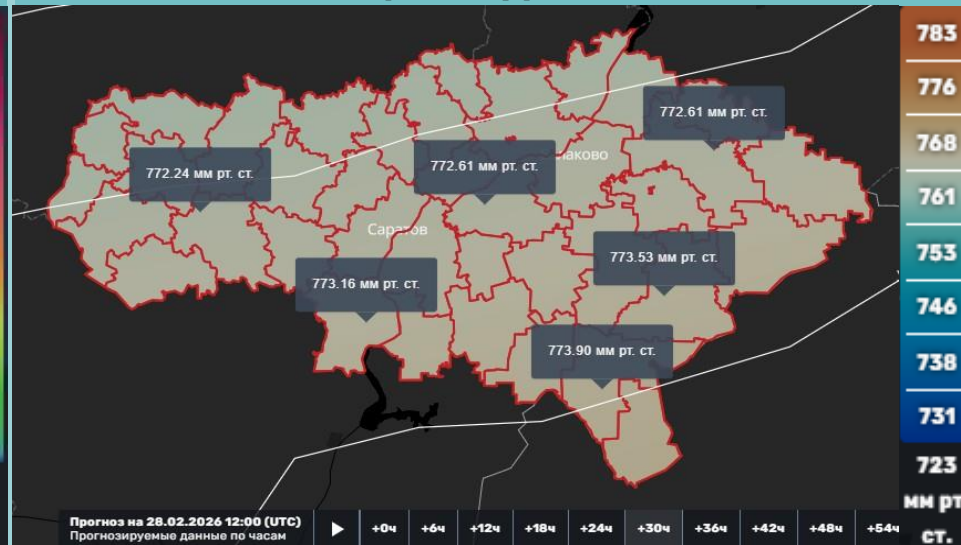 783
776
772.61 мм рт. ст.
768
772.24 мм рт. ст.
772.61 мм рт. ст.
761
Саратов
753
773.53 мм рт. ст.
773.16 мм рт. ст.
746
773.90 мм рт. ст.
738
731
723
мм рт
ст.
Прогноз на 28.02.2026 12:00 (UTC)
Прогнозируемые данные по часам
+0ч +6ч +12ч +18ч +24ч +30ч +36ч +42ч +48ч +54ч